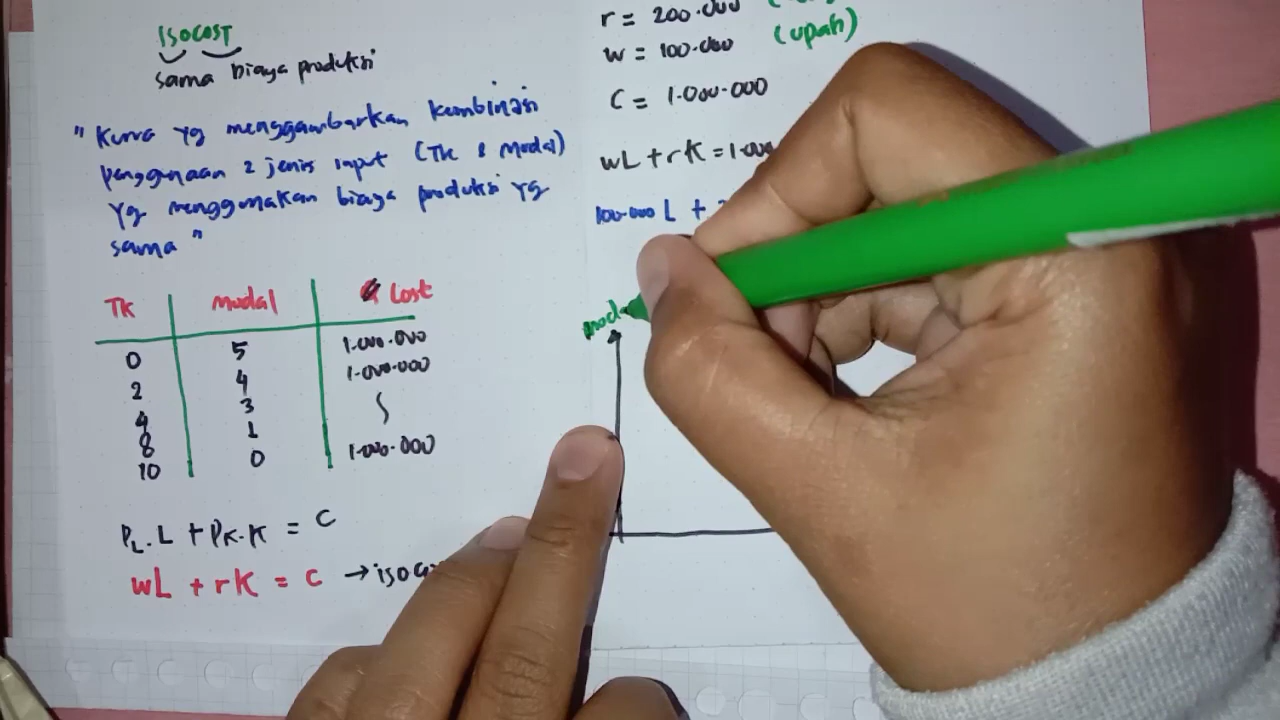 isocost
sama biaya produksi
"Kurva yg menggambarkan kombinasi
penggunaan 2 jenis input (Tk & Modal)
yg menggunakan biaya produksi yg
sama"
Tk modal Cost
0 5 1.000.000
2 4 1.000.000
4 3
8 1
10 0 1.000.000
PL.L + PK.K = C
wL + rK = C → isoc
r = 200.000
w = 100.000 (upah)
C = 1.000.000
wL + rK = 1.000
100.000 L +
mod